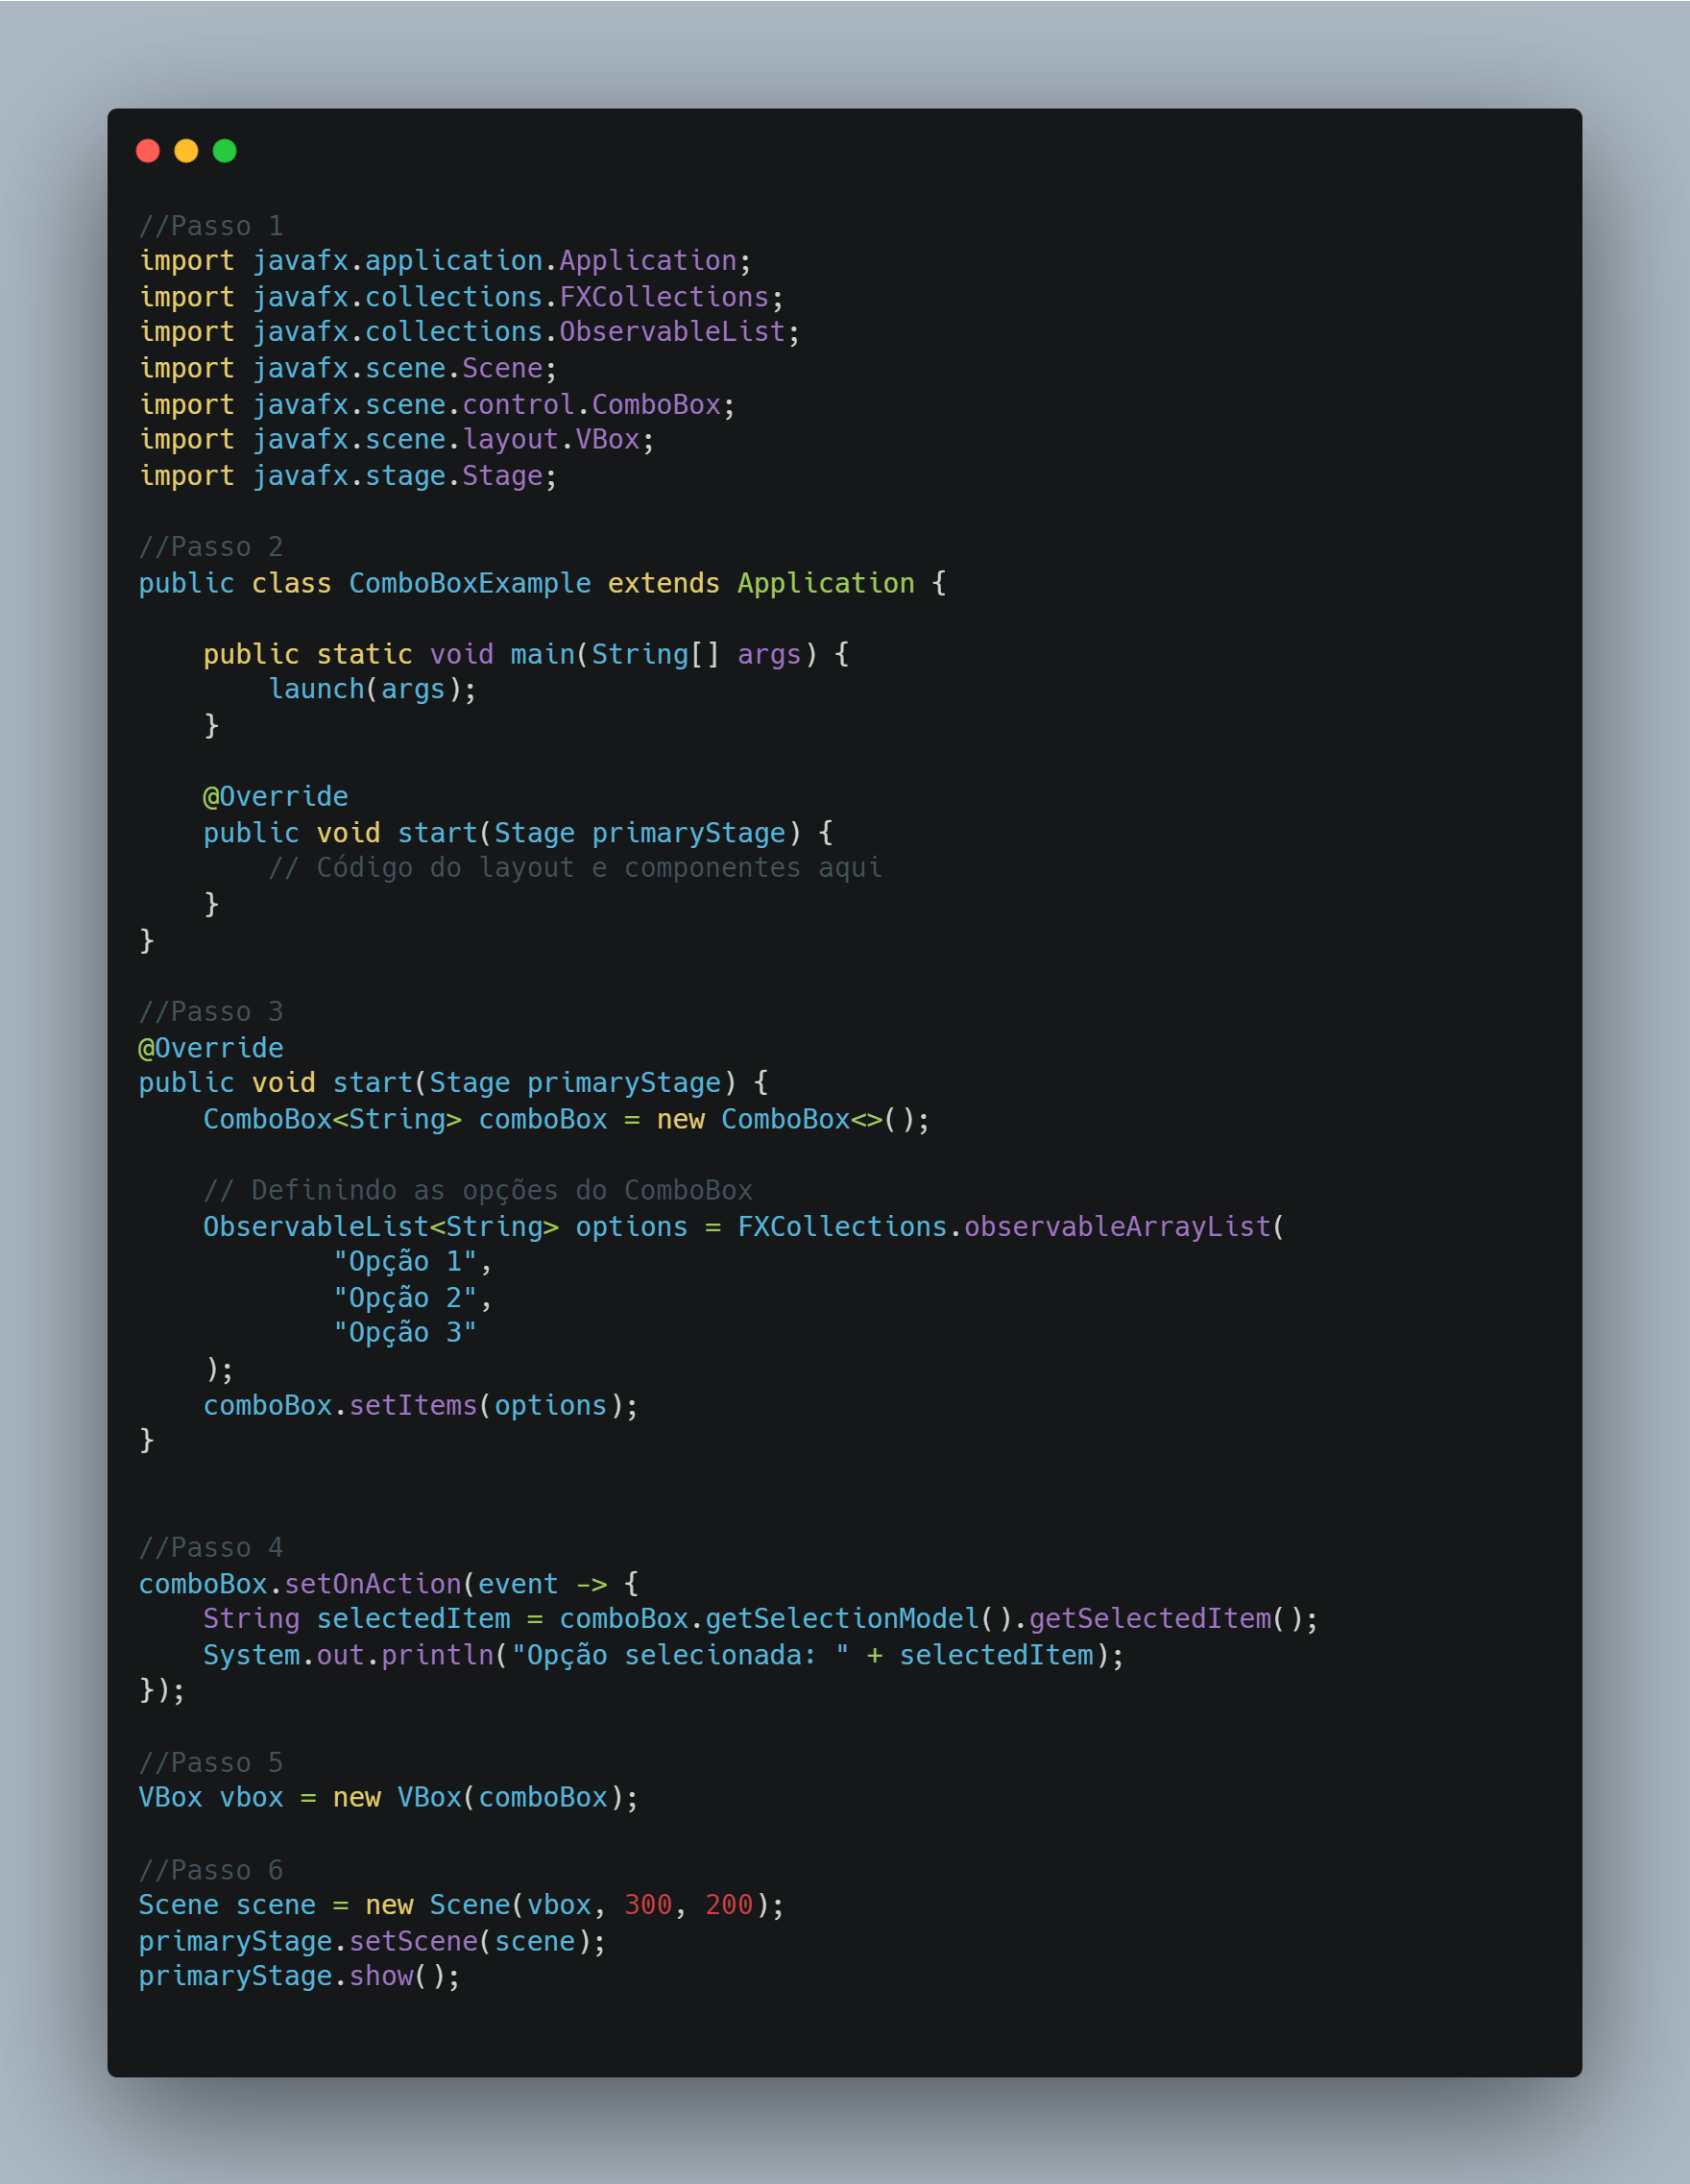 //Passo 1
import javafx.application.Application;
import javafx.collections.FXCollections;
import javafx.collections.ObservableList;
import javafx.scene.Scene;
import javafx.scene.control.ComboBox;
import javafx.scene.layout.VBox;
import javafx.stage.Stage;

//Passo 2
public class ComboBoxExample extends Application {

    public static void main(String[] args) {
        launch(args);
    }

    @Override
    public void start(Stage primaryStage) {
        // Código do layout e componentes aqui
    }
}

//Passo 3
@Override
public void start(Stage primaryStage) {
    ComboBox<String> comboBox = new ComboBox<>();

    // Definindo as opções do ComboBox
    ObservableList<String> options = FXCollections.observableArrayList(
            "Opção 1",
            "Opção 2",
            "Opção 3"
    );
    comboBox.setItems(options);
}

//Passo 4
comboBox.setOnAction(event -> {
    String selectedItem = comboBox.getSelectionModel().getSelectedItem();
    System.out.println("Opção selecionada: " + selectedItem);
});

//Passo 5
VBox vbox = new VBox(comboBox);

//Passo 6
Scene scene = new Scene(vbox, 300, 200);
primaryStage.setScene(scene);
primaryStage.show();